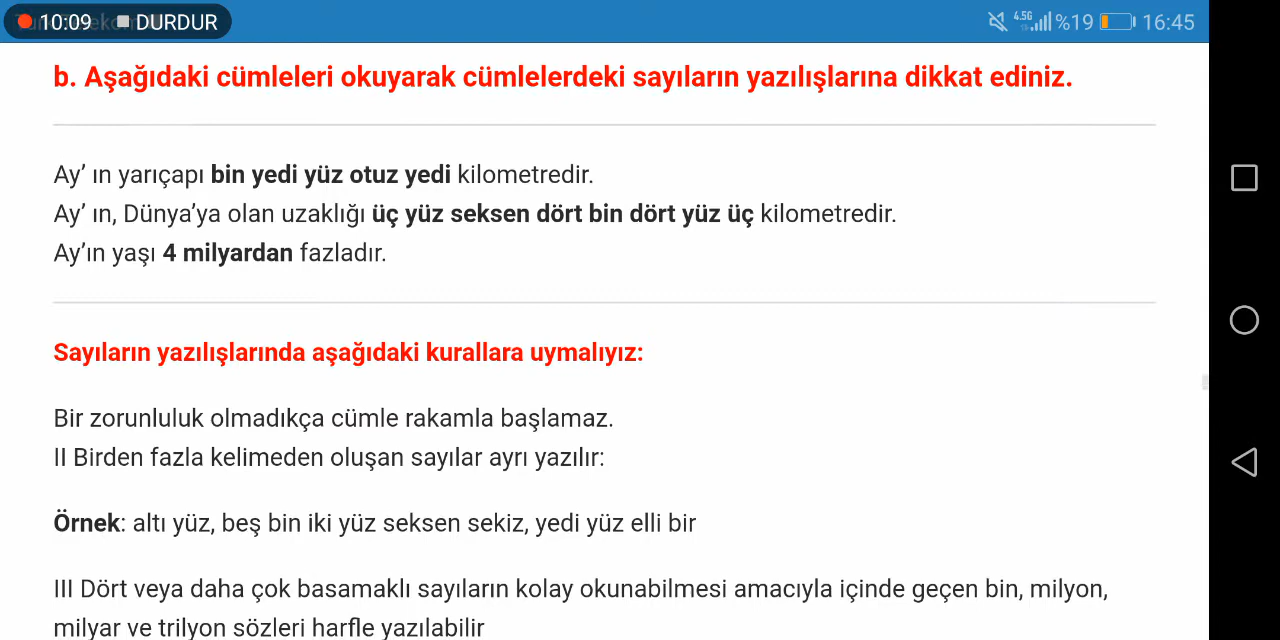 10:09 DURDUR 4.5G %19 16:45
b. Aşağıdaki cümleleri okuyarak cümlelerdeki sayıların yazılışlarına dikkat ediniz.
Ay’ ın yarıçapı bin yedi yüz otuz yedi kilometredir.
Ay’ ın, Dünya’ya olan uzaklığı üç yüz seksen dört bin dört yüz üç kilometredir.
Ay’ın yaşı 4 milyardan fazladır.
Sayıların yazılışlarında aşağıdaki kurallara uymalıyız:
Bir zorunluluk olmadıkça cümle rakamla başlamaz.
II Birden fazla kelimeden oluşan sayılar ayrı yazılır:
Örnek: altı yüz, beş bin iki yüz seksen sekiz, yedi yüz elli bir
III Dört veya daha çok basamaklı sayıların kolay okunabilmesi amacıyla içinde geçen bin, milyon,
milyar ve trilyon sözleri harfle yazılabilir